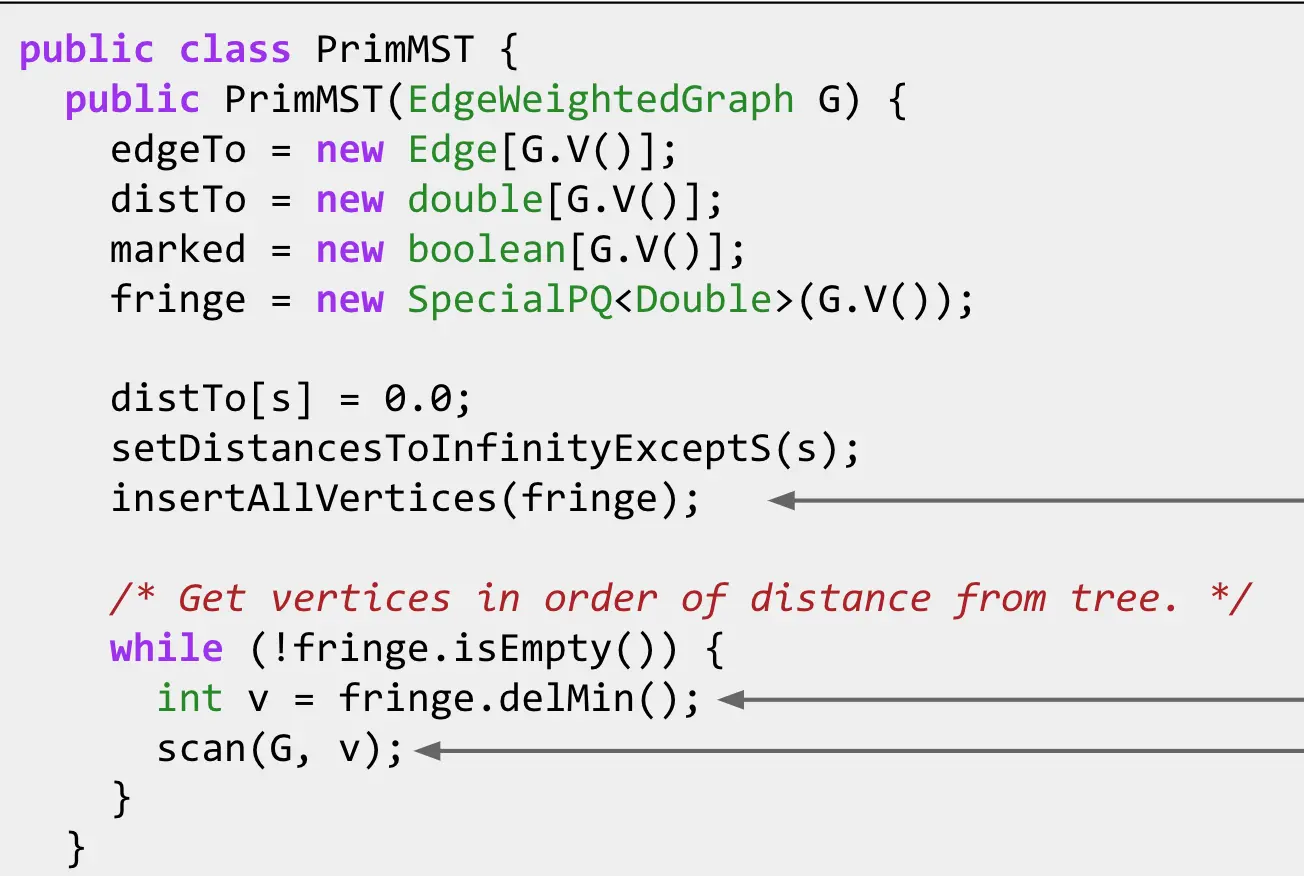 public class PrimMST {
public PrimMST(EdgeWeightedGraph G) {
edgeTo = new Edge[G.V()];
distTo = new double[G.V()];
marked = new boolean[G.V()];
fringe = new SpecialPQ<Double>(G.V());
distTo[s] = 0.0;
setDistancesToInfinityExceptS(s);
insertAllVertices(fringe);
/* Get vertices in order of distance from tree. */
while (!fringe.isEmpty()) {
int v = fringe.delMin();
scan(G, v);
}
}